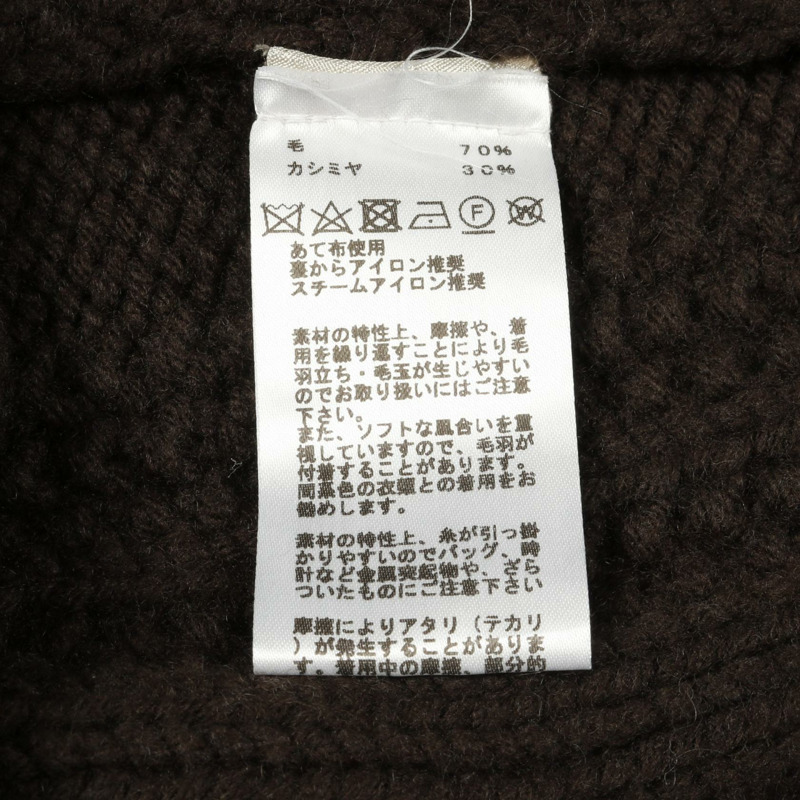 毛 70%
カシミヤ 30%
F
W
あて布使用
裏からアイロン推奨
スチームアイロン推奨
素材の特性上、摩擦や、着
用を繰り返すことにより毛
羽立ち・毛玉が生じやすい
のでお取り扱いにはご注意
下さい。
また、ソフトな風合いを重
視していますので、毛羽が
付着することがあります。
同系色の衣類との着用をお
勧めします。
素材の特性上、糸が引っ掛
かりやすいのでバッグ、時
計など金属突起物や、ざら
ついたものにご注意下さい
摩擦によりアタリ（テカリ
）が発生することがありま
す。着用中の摩擦、部分的